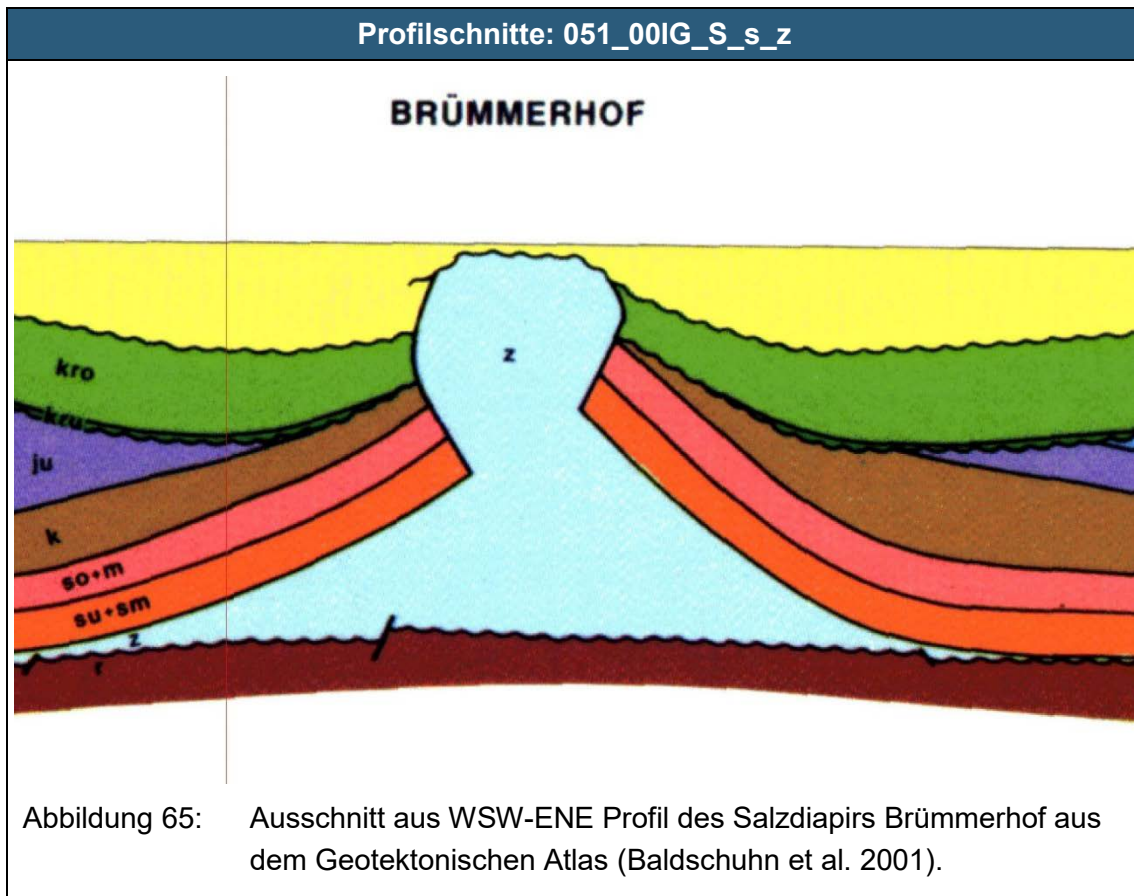 Profilschnitte: 051_00IG_S_s_z
BRÜMMERHOF
z
kro
kru
ju
k
so+m
su+sm
z
r
Abbildung 65: Ausschnitt aus WSW-ENE Profil des Salzdiapirs Brümmerhof aus
dem Geotektonischen Atlas (Baldschuhn et al. 2001).